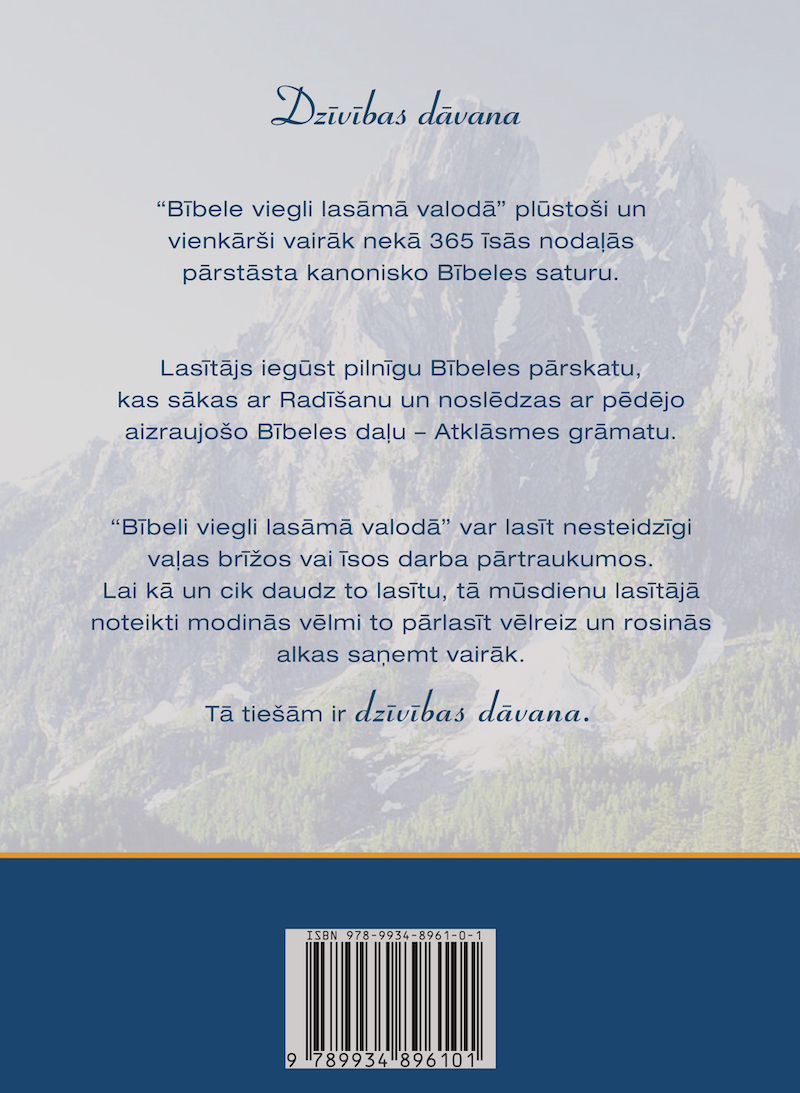 Dzīvības dāvana
“Bībele viegli lasāmā valodā” plūstoši un
vienkārši vairāk nekā 365 īsās nodaļās
pārstāsta kanonisko Bībeles saturu.
Lasītājs iegūst pilnīgu Bībeles pārskatu,
kas sākas ar Radīšanu un noslēdzas ar pēdējo
aizraujošo Bībeles daļu – Atklāsmes grāmatu.
“Bībeli viegli lasāmā valodā” var lasīt nesteidzīgi
vaļas brīžos vai īsos darba pārtraukumos.
Lai kā un cik daudz to lasītu, tā mūsdienu lasītājā
noteikti modinās vēlmi to pārlasīt vēlreiz un rosinās
alkas saņemt vairāk.
Tā tiešām ir dzīvības dāvana.
ISBN 978-9934-8961-0-1
9 789934 896101